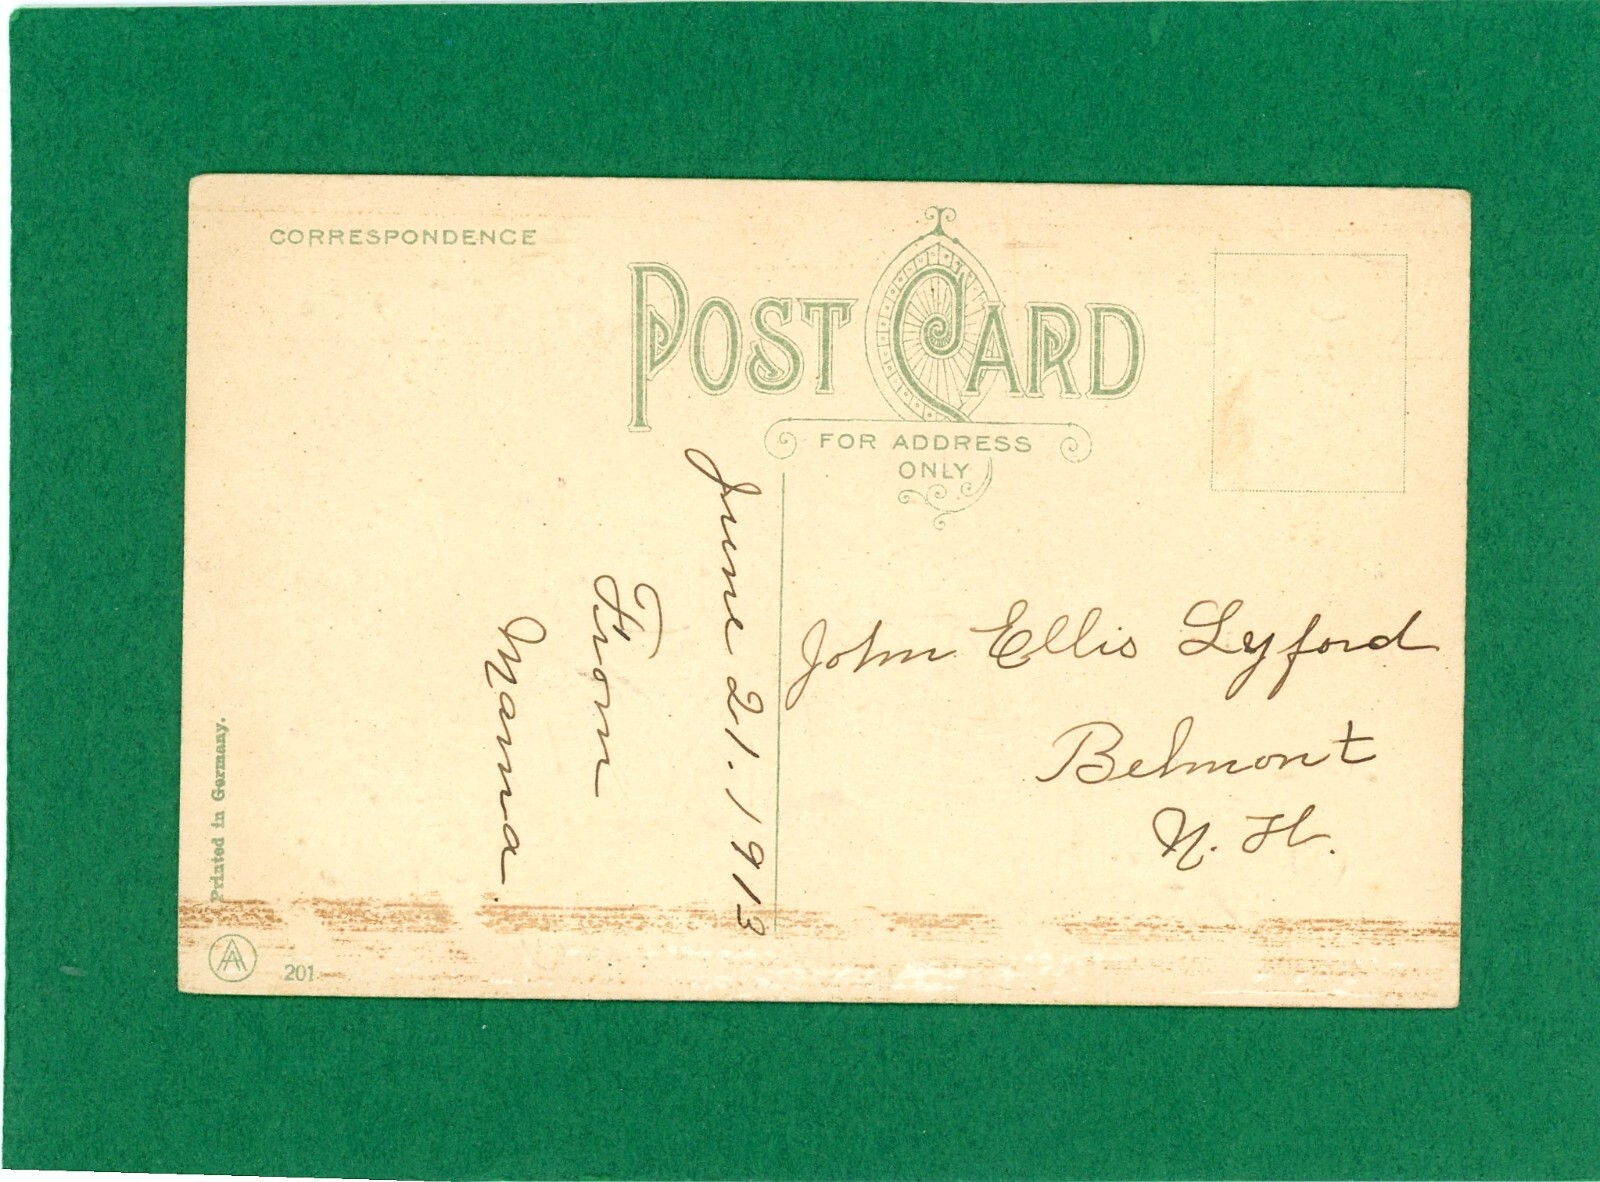 CORRESPONDENCE
POST CARD
FOR ADDRESS
ONLY
June 21. 1913
From
Mama.
John Ellis Lyford
Belmont
N. H.
Printed in Germany.
AA
201